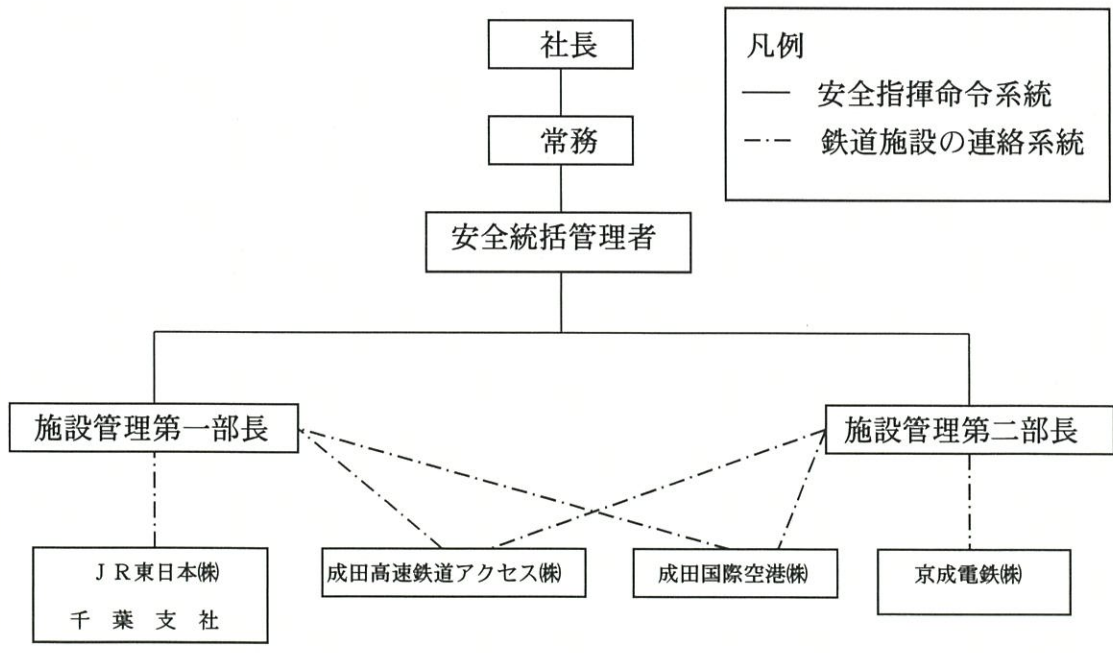 社長
凡例
安全指揮命令系統
鉄道施設の連絡系統
常務
安全統括管理者
施設管理第一部長
施設管理第二部長
JR東日本㈱
千葉支社
成田高速鉄道アクセス㈱
成田国際空港㈱
京成電鉄㈱